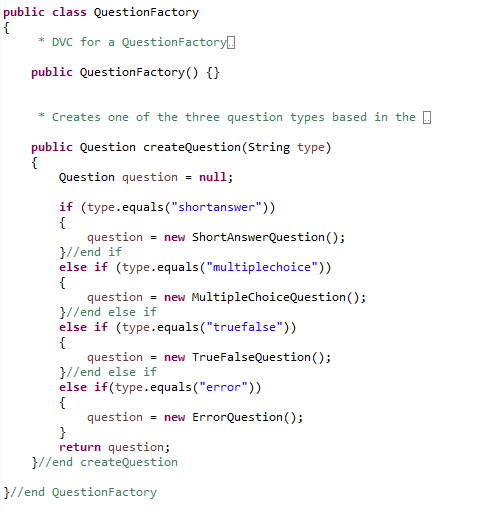 public class QuestionFactory
{
     * DVC for a QuestionFactory..
    public QuestionFactory() {}
     * Creates one of the three question types based in the ..
    public Question createQuestion(String type)
    {
        Question question = null;
        if (type.equals("shortanswer"))
        {
            question = new ShortAnswerQuestion();
        }//end if
        else if (type.equals("multiplechoice"))
        {
            question = new MultipleChoiceQuestion();
        }//end else if
        else if (type.equals("truefalse"))
        {
            question = new TrueFalseQuestion();
        }//end else if
        else if(type.equals("error"))
        {
            question = new ErrorQuestion();
        }
        return question;
    }//end createQuestion
}//end QuestionFactory